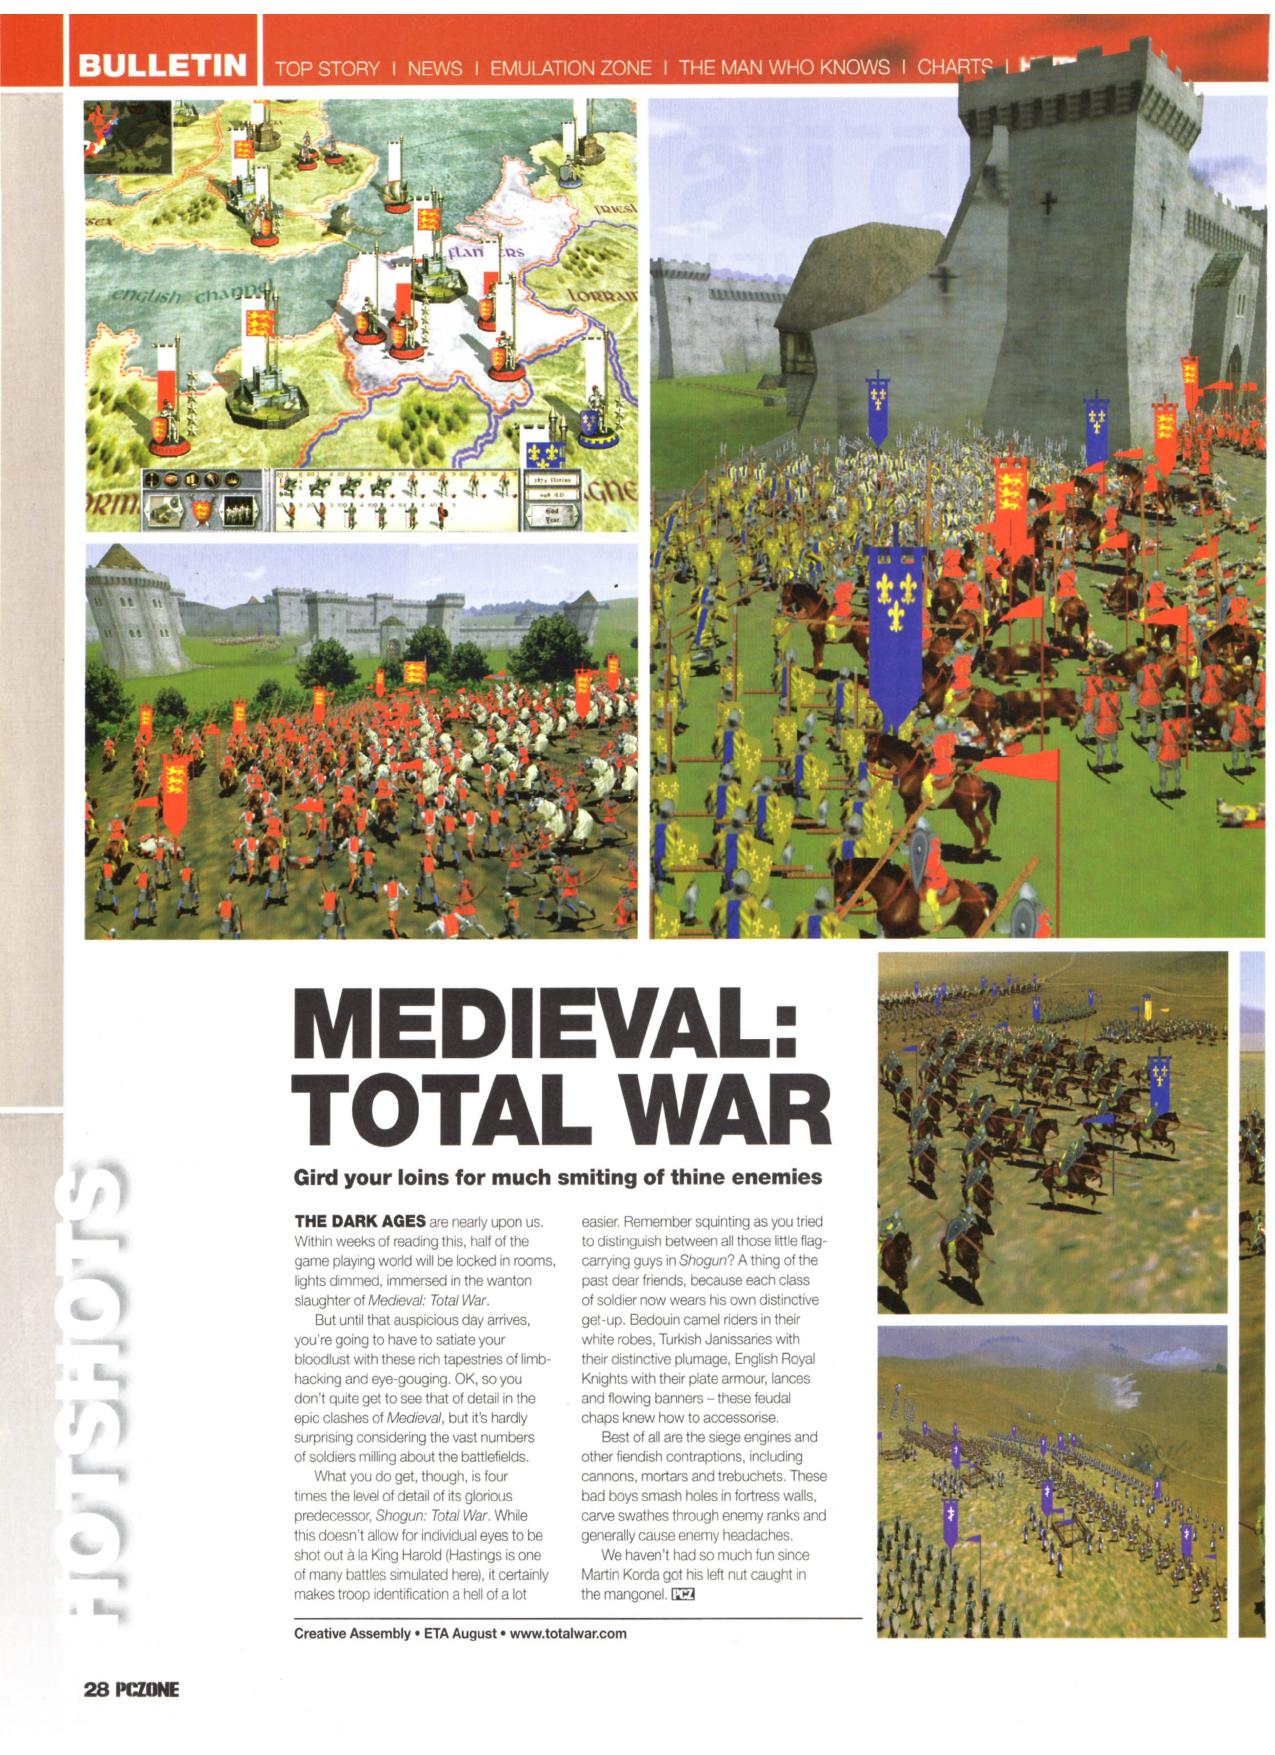 BULLETIN
TOP STORY | NEWS | EMULATION ZONE | THE MAN WHO KNOWS | CHARTS |
SEX
FRIESL
FLANDERS
ENGLISH CHANNEL
LORRAIN
ORM
GNE
2874 Florins
End
Year
MEDIEVAL:
TOTAL WAR
Gird your loins for much smiting of thine enemies
THE DARK AGES are nearly upon us.
Within weeks of reading this, half of the
game playing world will be locked in rooms,
lights dimmed, immersed in the wanton
slaughter of Medieval: Total War.
But until that auspicious day arrives,
you're going to have to satiate your
bloodlust with these rich tapestries of limb-
hacking and eye-gouging. OK, so you
don't quite get to see that of detail in the
epic clashes of Medieval, but it's hardly
surprising considering the vast numbers
of soldiers milling about the battlefields.
What you do get, though, is four
times the level of detail of its glorious
predecessor, Shogun: Total War. While
this doesn't allow for individual eyes to be
shot out à la King Harold (Hastings is one
of many battles simulated here), it certainly
makes troop identification a hell of a lot
easier. Remember squinting as you tried
to distinguish between all those little flag-
carrying guys in Shogun? A thing of the
past dear friends, because each class
of soldier now wears his own distinctive
get-up. Bedouin camel riders in their
white robes, Turkish Janissaries with
their distinctive plumage, English Royal
Knights with their plate armour, lances
and flowing banners – these feudal
chaps knew how to accessorise.
Best of all are the siege engines and
other fiendish contraptions, including
cannons, mortars and trebuchets. These
bad boys smash holes in fortress walls,
carve swathes through enemy ranks and
generally cause enemy headaches.
We haven't had so much fun since
Martin Korda got his left nut caught in
the mangonel. PCZ
Creative Assembly • ETA August • www.totalwar.com
HOTSHOTS
28 PCZONE